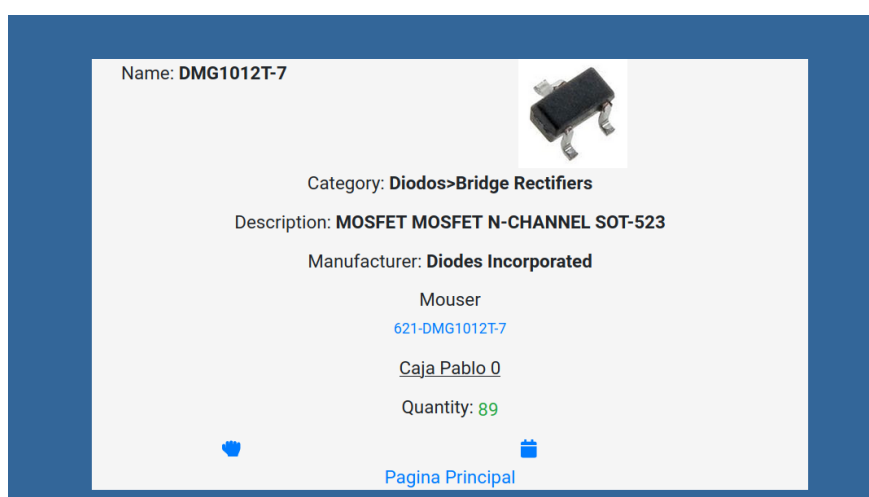 Name: DMG1012T-7
Category: Diodos>Bridge Rectifiers
Description: MOSFET MOSFET N-CHANNEL SOT-523
Manufacturer: Diodes Incorporated
Mouser
621-DMG1012T-7
Caja Pablo 0
Quantity: 89
Pagina Principal